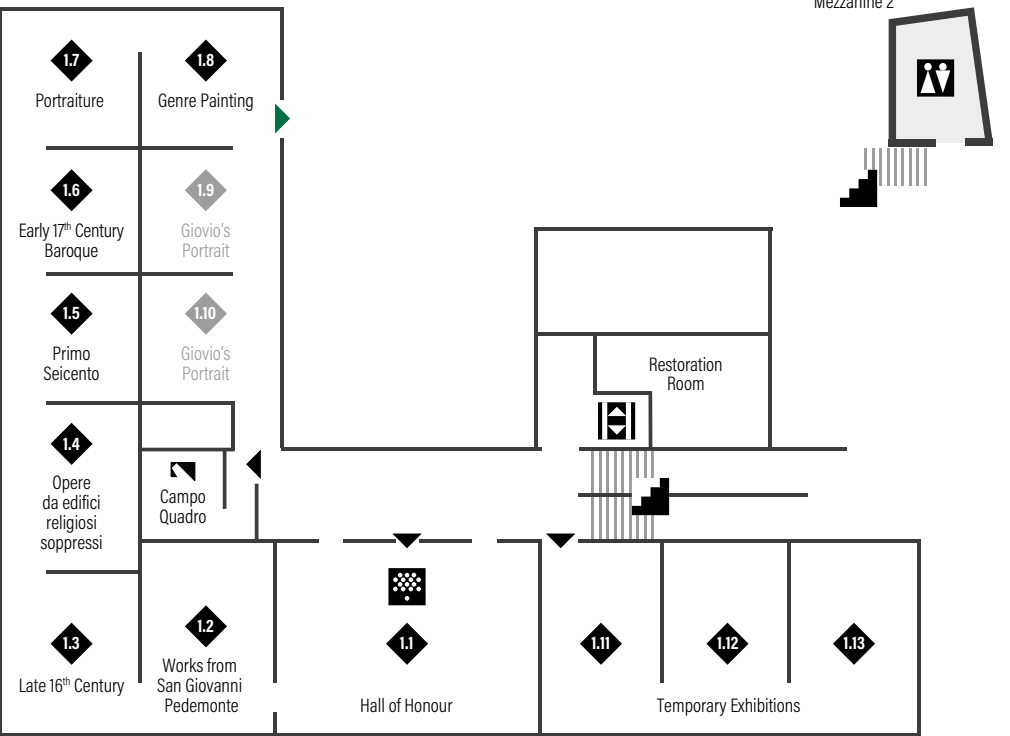 Mezzanine 2
1.7
Portraiture
1.8
Genre Painting
1.6
Early 17th Century
Baroque
1.9
Giovio's
Portrait
1.5
Primo
Seicento
1.10
Giovio's
Portrait
Restoration
Room
1.4
Opere
da edifici
religiosi
soppressi
Campo
Quadro
1.3
Late 16th Century
1.2
Works from
San Giovanni
Pedemonte
1.1
Hall of Honour
1.11
1.12
1.13
Temporary Exhibitions